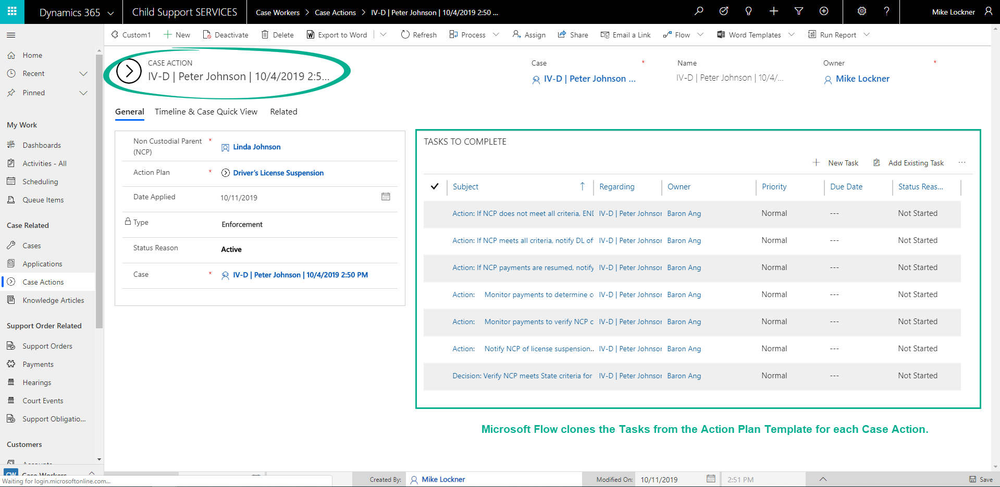 Dynamics 365
Child Support SERVICES
Case Workers > Case Actions > IV-D | Peter Johnson | 10/4/2019 2:50 ...
Mike Lockner
Custom1
New
Deactivate
Delete
Export to Word
Refresh
Process
Assign
Share
Email a Link
Flow
Word Templates
Run Report
Home
Recent
Pinned
My Work
Dashboards
Activities - All
Scheduling
Queue Items
Case Related
Cases
Applications
Case Actions
Knowledge Articles
Support Order Related
Support Orders
Payments
Hearings
Court Events
Support Obligatio...
Customers
Accounts
CW Case Workers
Waiting for login.microsoftonline.com...
CASE ACTION
IV-D | Peter Johnson | 10/4/2019 2:5...
Case *
IV-D | Peter Johnson ...
Name
IV-D | Peter Johnson | 10/4/...
Owner *
Mike Lockner
General
Timeline & Case Quick View
Related
Non Custodial Parent *
(NCP)
Linda Johnson
Action Plan * Driver's License Suspension
Date Applied 10/11/2019
Type Enforcement
Status Reason Active
Case * IV-D | Peter Johnson | 10/4/2019 2:50 PM
TASKS TO COMPLETE
New Task
Add Existing Task
...
Subject Regarding Owner Priority Due Date Status Reas...
Action: If NCP does not meet all criteria, END IV-D | Peter Johnson Baron Ang Normal --- Not Started
Action: If NCP meets all criteria, notify DL of IV-D | Peter Johnson Baron Ang Normal --- Not Started
Action: If NCP payments are resumed, notify IV-D | Peter Johnson Baron Ang Normal --- Not Started
Action: Monitor payments to determine c IV-D | Peter Johnson Baron Ang Normal --- Not Started
Action: Monitor payments to verify NCP c IV-D | Peter Johnson Baron Ang Normal --- Not Started
Action: Notify NCP of license suspension.. IV-D | Peter Johnson Baron Ang Normal --- Not Started
Decision: Verify NCP meets State criteria for IV-D | Peter Johnson Baron Ang Normal --- Not Started
Microsoft Flow clones the Tasks from the Action Plan Template for each Case Action.
Created By: Mike Lockner
Modified On: 10/11/2019 2:51 PM
Save